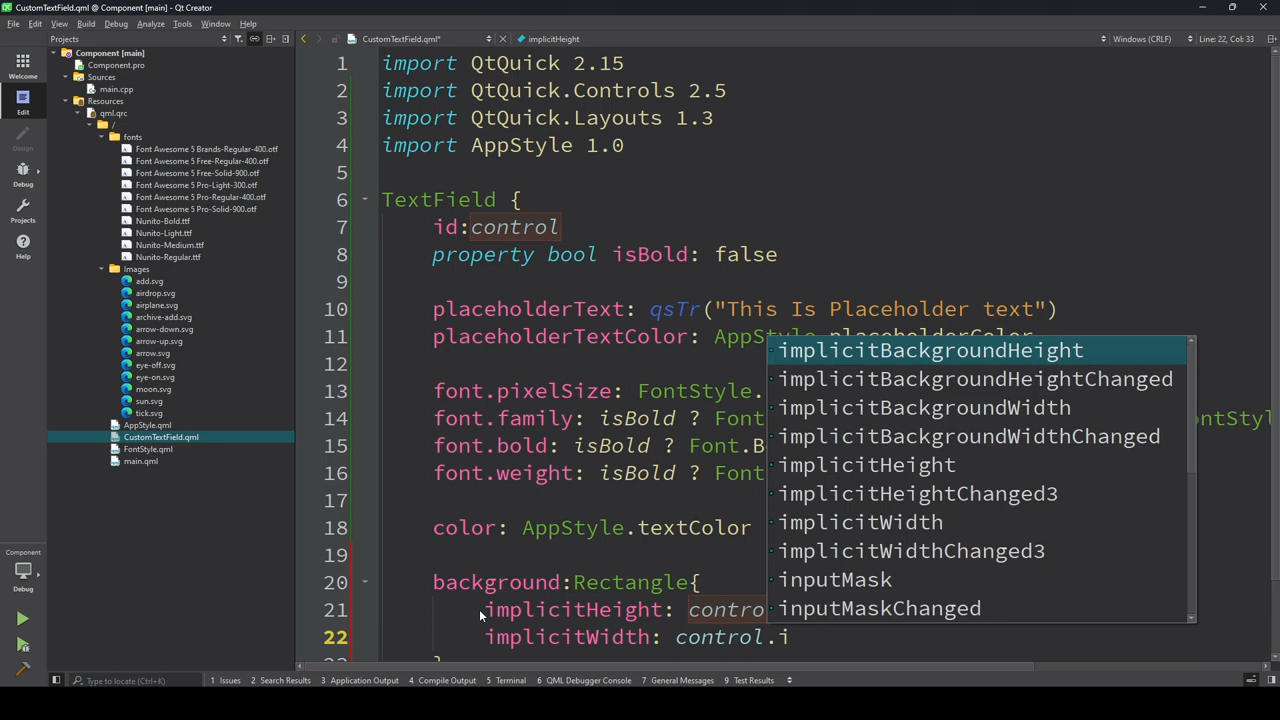 CustomTextField.qml @ Component [main] - Qt Creator
File Edit View Build Debug Analyze Tools Window Help
Projects
CustomTextField.qml*
implicitHeight
Windows (CRLF)
Line: 22, Col: 33
Welcome
Edit
Design
Debug
Projects
Help
Component
Debug
Component [main]
Component.pro
Sources
main.cpp
Resources
qml.qrc
/
fonts
Font Awesome 5 Brands-Regular-400.otf
Font Awesome 5 Free-Regular-400.otf
Font Awesome 5 Free-Solid-900.otf
Font Awesome 5 Pro-Light-300.otf
Font Awesome 5 Pro-Regular-400.otf
Font Awesome 5 Pro-Solid-900.otf
Nunito-Bold.ttf
Nunito-Light.ttf
Nunito-Medium.ttf
Nunito-Regular.ttf
Images
add.svg
airdrop.svg
airplane.svg
archive-add.svg
arrow-down.svg
arrow-up.svg
arrow.svg
eye-off.svg
eye-on.svg
moon.svg
sun.svg
tick.svg
AppStyle.qml
CustomTextField.qml
FontStyle.qml
main.qml
1 import QtQuick 2.15
2 import QtQuick.Controls 2.5
3 import QtQuick.Layouts 1.3
4 import AppStyle 1.0
5
6 TextField {
7 id:control
8 property bool isBold: false
9
10 placeholderText: qsTr("This Is Placeholder text")
11 placeholderTextColor: AppStyle.placeholderColor
12
13 font.pixelSize: FontStyle.
14 font.family: isBold ? Font ontStyl
15 font.bold: isBold ? Font.B
16 font.weight: isBold ? Font
17
18 color: AppStyle.textColor
19
20 background:Rectangle{
21 implicitHeight: contro
22 implicitWidth: control.i
}
implicitBackgroundHeight
implicitBackgroundHeightChanged
implicitBackgroundWidth
implicitBackgroundWidthChanged
implicitHeight
implicitHeightChanged3
implicitWidth
implicitWidthChanged3
inputMask
inputMaskChanged
Type to locate (Ctrl+K)
1 Issues 2 Search Results 3 Application Output 4 Compile Output 5 Terminal 6 QML Debugger Console 7 General Messages 9 Test Results